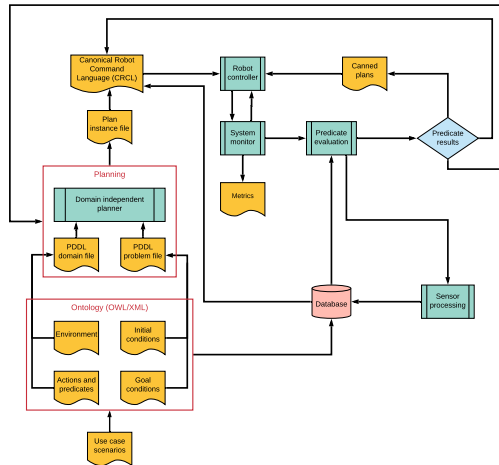 Canonical Robot
Command
Language (CRCL)
Robot
controller
Canned
plans
Plan
instance file
System
monitor
Predicate
evaluation
Predicate
results
Planning
Domain independent
planner
Metrics
PDDL
domain file
PDDL
problem file
Ontology (OWL/XML)
Database
Sensor
processing
Environment
Initial
conditions
Actions and
predicates
Goal
conditions
Use case
scenarios